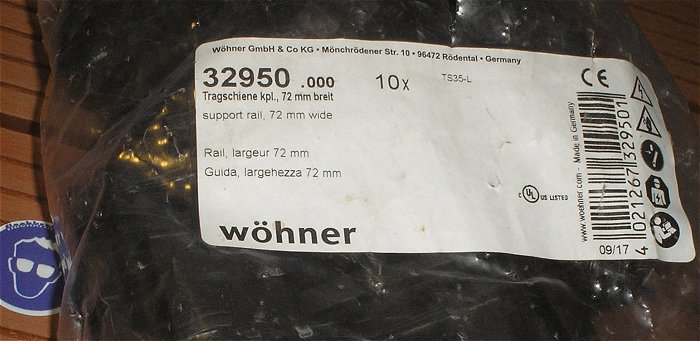 wöhner GmbH & Co KG • Mönchrödener Str. 10 • 96472 Rödental • Germany
32950 .000 10x TS35-L
Tragschiene kpl., 72 mm breit
support rail, 72 mm wide
Rail, largeur 72 mm
Guida, largehezza 72 mm
wöhner
CE
C UL US LISTED
www.woehner.com - Made in Germany
4 021267 329501
09/17